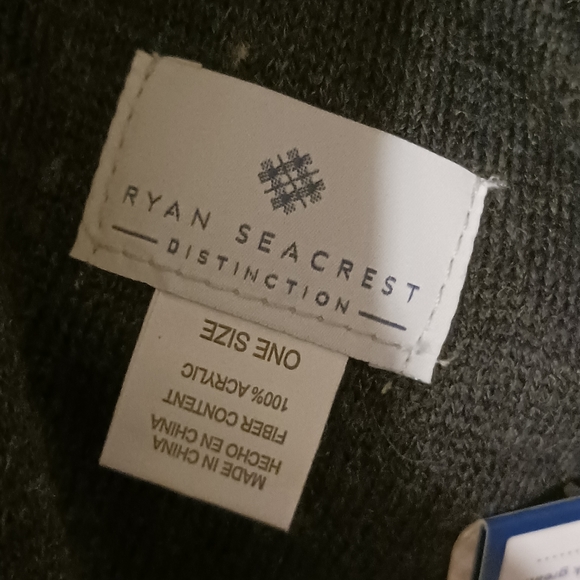 RYAN SEACREST
DISTINCTION
ONE SIZE
100% ACRYLIC
FIBER CONTENT
HECHO EN CHINA
MADE IN CHINA